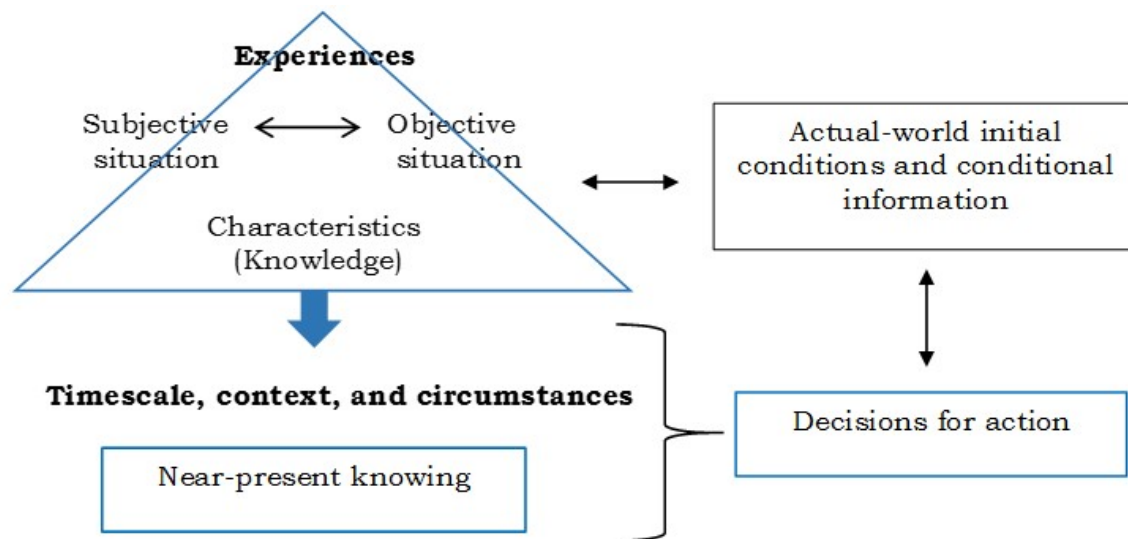 Experiences
Subjective
situation
Objective
situation
Characteristics
(Knowledge)
Actual-world initial
conditions and conditional
information
Timescale, context, and circumstances
Near-present knowing
Decisions for action